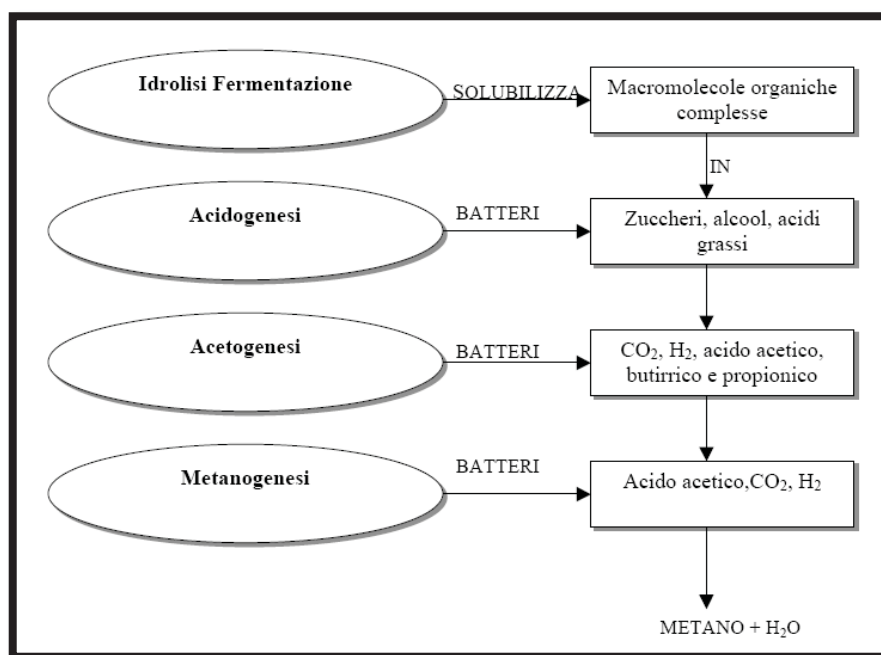 Idrolisi Fermentazione
SOLUBILIZZA
Macromolecole organiche
complesse
IN
Acidogenesi
BATTERI
Zuccheri, alcool, acidi
grassi
Acetogenesi
BATTERI
CO₂, H₂, acido acetico,
butirrico e propionico
Metanogenesi
BATTERI
Acido acetico,CO₂, H₂
METANO + H₂O